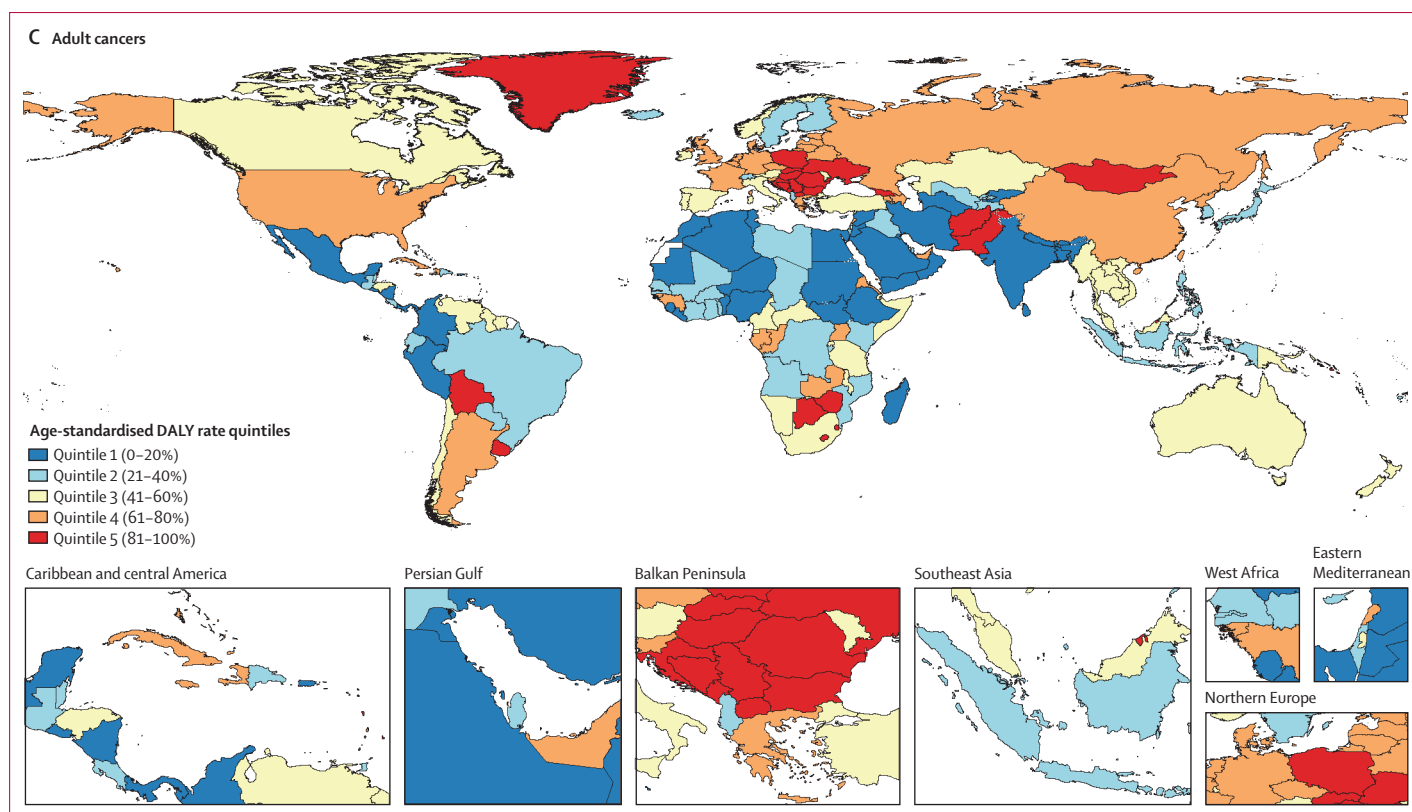 C Adult cancers
Age-standardised DALY rate quintiles
Quintile 1 (0–20%)
Quintile 2 (21–40%)
Quintile 3 (41–60%)
Quintile 4 (61–80%)
Quintile 5 (81–100%)
Caribbean and central America
Persian Gulf
Balkan Peninsula
Southeast Asia
West Africa
Eastern
Mediterranean
Northern Europe